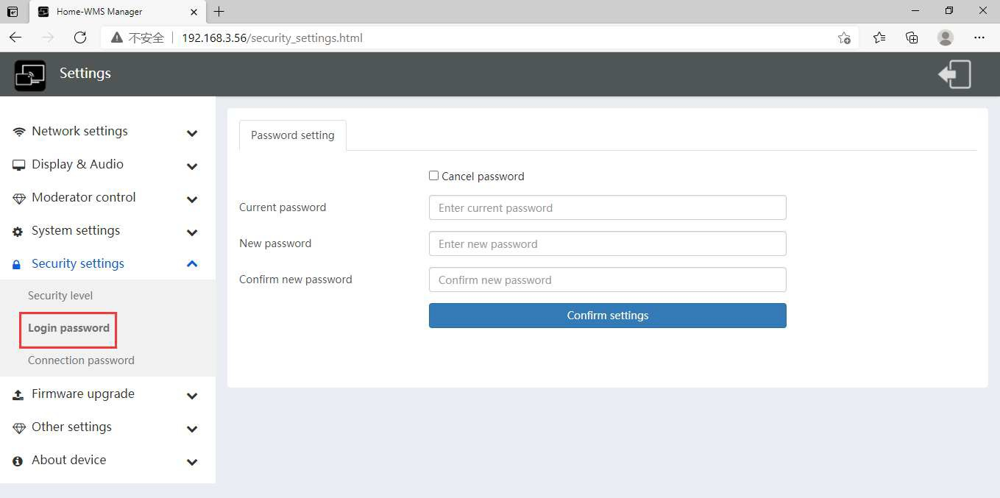 Home-WMS Manager
不安全 192.168.3.56/security_settings.html
Settings
Network settings
Display & Audio
Moderator control
System settings
Security settings
Security level
Login password
Connection password
Firmware upgrade
Other settings
About device
Password setting
Cancel password
Current password
Enter current password
New password
Enter new password
Confirm new password
Confirm new password
Confirm settings